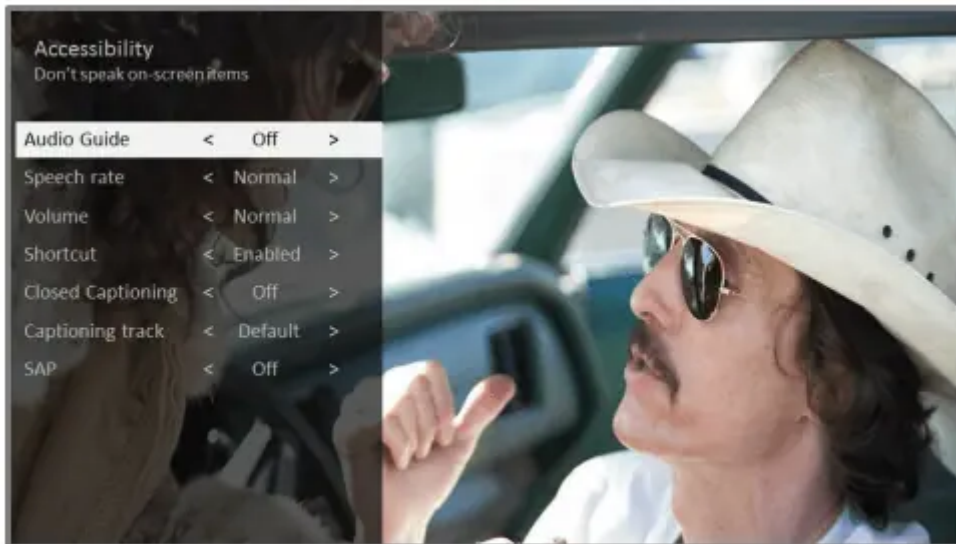 Accessibility
Don't speak on-screen items
Audio Guide < Off >
Speech rate < Normal >
Volume < Normal >
Shortcut < Enabled >
Closed Captioning < Off >
Captioning track < Default >
SAP < Off >